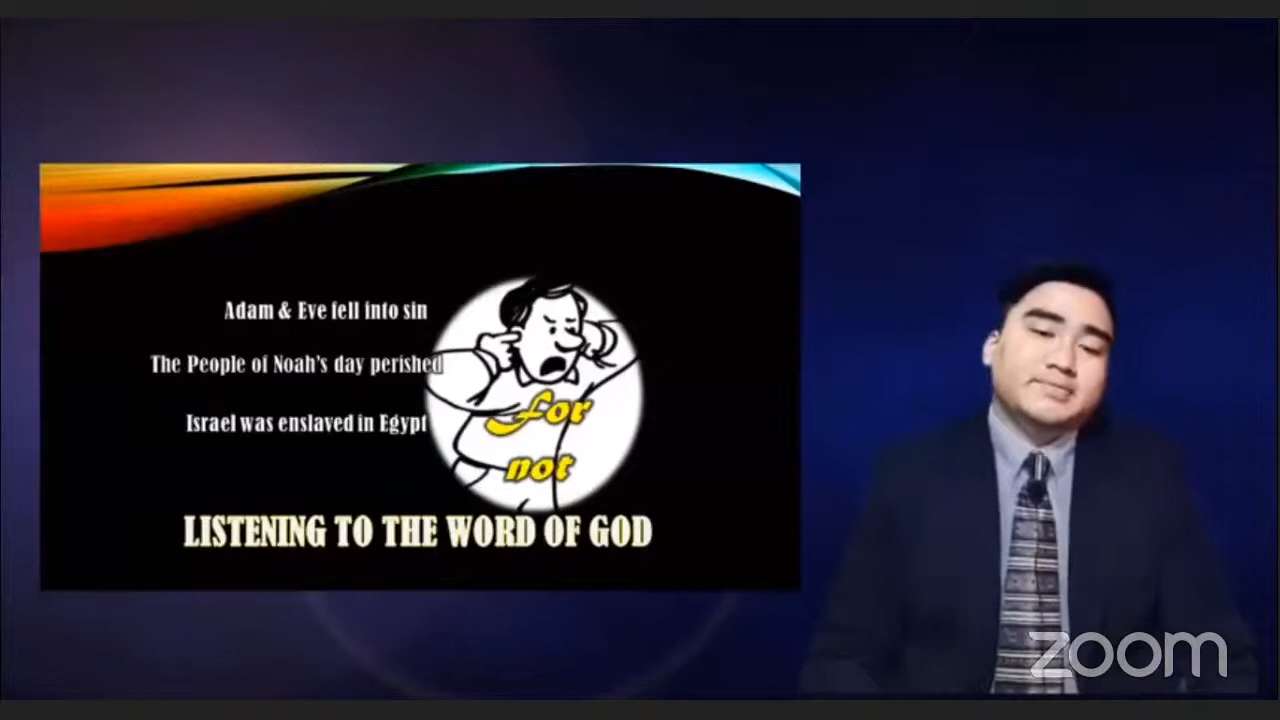 Adam & Eve fell into sin
The People of Noah's day perished
Israel was enslaved in Egypt
for
not
LISTENING TO THE WORD OF GOD
zoom